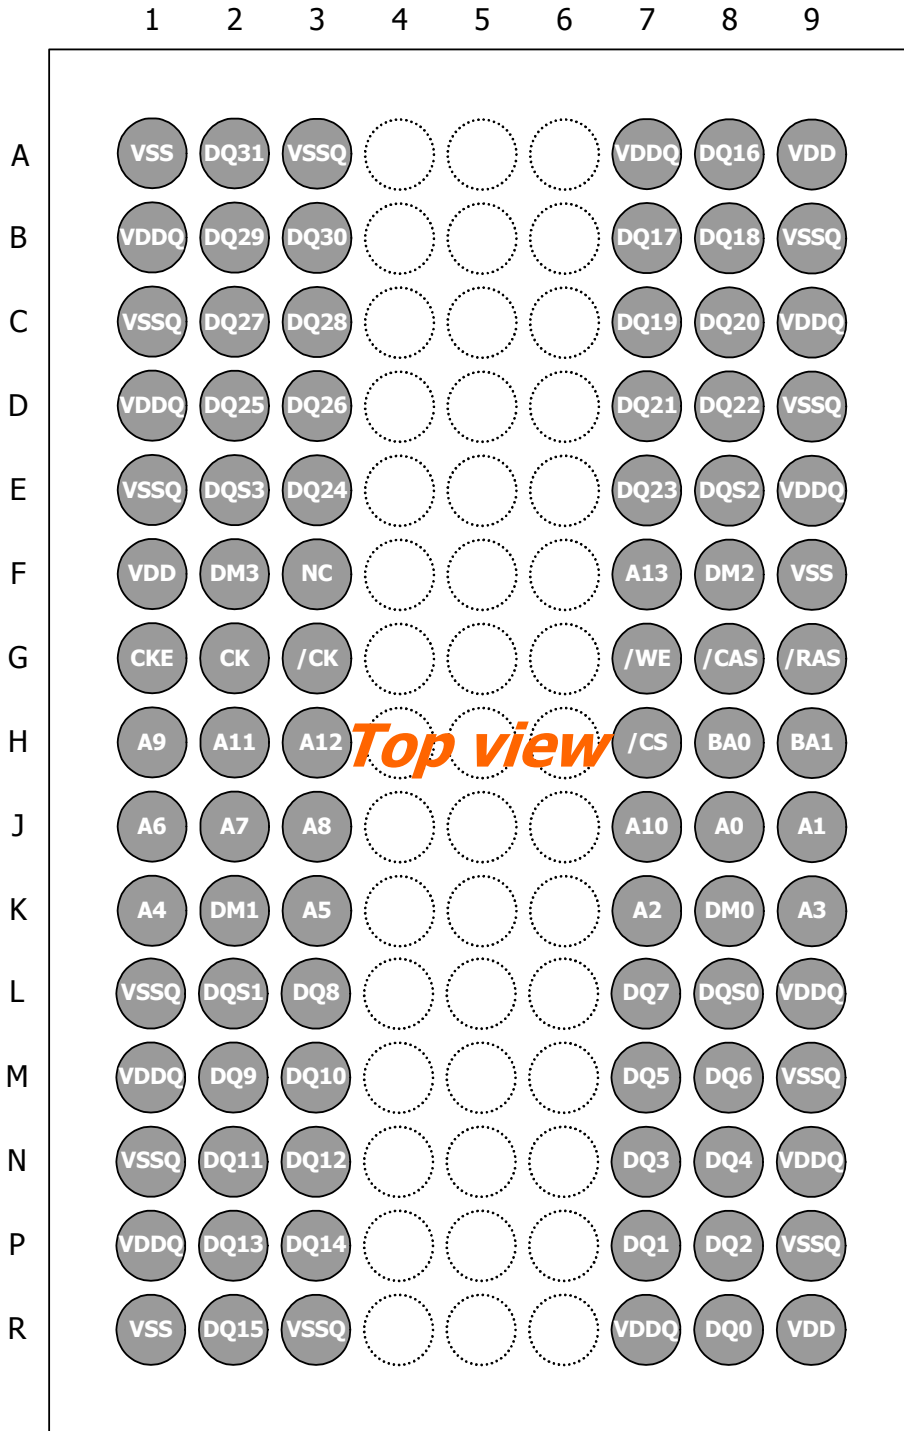 1 2 3 4 5 6 7 8 9
A VSS DQ31 VSSQ VDDQ DQ16 VDD
B VDDQ DQ29 DQ30 DQ17 DQ18 VSSQ
C VSSQ DQ27 DQ28 DQ19 DQ20 VDDQ
D VDDQ DQ25 DQ26 DQ21 DQ22 VSSQ
E VSSQ DQS3 DQ24 DQ23 DQS2 VDDQ
F VDD DM3 NC A13 DM2 VSS
G CKE CK /CK /WE /CAS /RAS
H A9 A11 A12 Top view /CS BA0 BA1
J A6 A7 A8 A10 A0 A1
K A4 DM1 A5 A2 DM0 A3
L VSSQ DQS1 DQ8 DQ7 DQS0 VDDQ
M VDDQ DQ9 DQ10 DQ5 DQ6 VSSQ
N VSSQ DQ11 DQ12 DQ3 DQ4 VDDQ
P VDDQ DQ13 DQ14 DQ1 DQ2 VSSQ
R VSS DQ15 VSSQ VDDQ DQ0 VDD